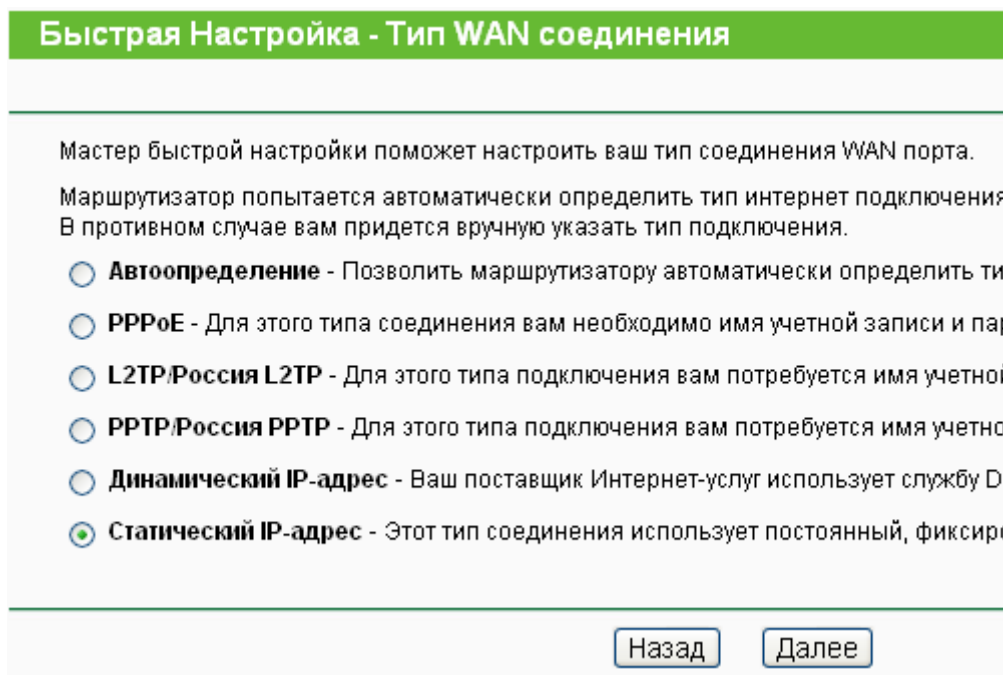 Быстрая Настройка - Тип WAN соединения
Мастер быстрой настройки поможет настроить ваш тип соединения WAN порта.
Маршрутизатор попытается автоматически определить тип интернет подключения
В противном случае вам придется вручную указать тип подключения.
Автоопределение - Позволить маршрутизатору автоматически определить ти
PPPoE - Для этого типа соединения вам необходимо имя учетной записи и пар
L2TP/Россия L2TP - Для этого типа подключения вам потребуется имя учетной
PPTP/Россия PPTP - Для этого типа подключения вам потребуется имя учетно
Динамический IP-адрес - Ваш поставщик Интернет-услуг использует службу D
Статический IP-адрес - Этот тип соединения использует постоянный, фиксиро
Назад Далее